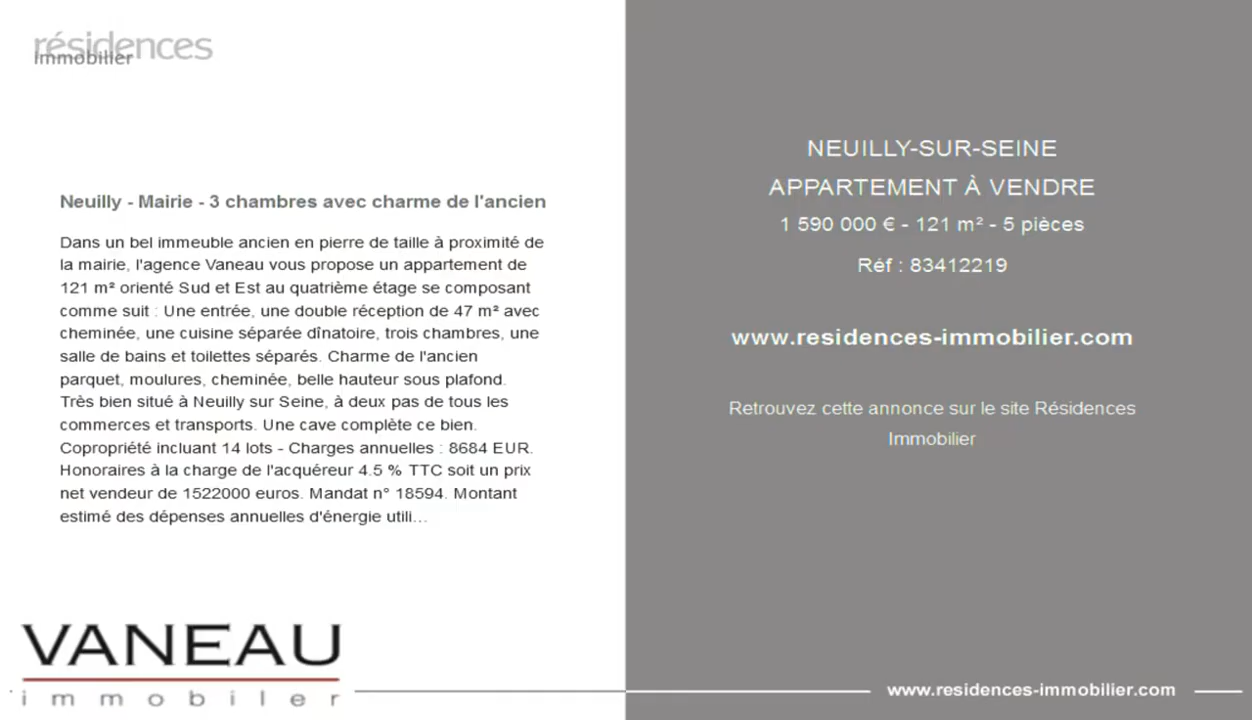 résidences
immobilier
Neuilly - Mairie - 3 chambres avec charme de l'ancien
Dans un bel immeuble ancien en pierre de taille à proximité de
la mairie, l'agence Vaneau vous propose un appartement de
121 m² orienté Sud et Est au quatrième étage se composant
comme suit : Une entrée, une double réception de 47 m² avec
cheminée, une cuisine séparée dînatoire, trois chambres, une
salle de bains et toilettes séparés. Charme de l'ancien
parquet, moulures, cheminée, belle hauteur sous plafond.
Très bien situé à Neuilly sur Seine, à deux pas de tous les
commerces et transports. Une cave complète ce bien.
Copropriété incluant 14 lots - Charges annuelles : 8684 EUR.
Honoraires à la charge de l'acquéreur 4.5 % TTC soit un prix
net vendeur de 1522000 euros. Mandat n° 18594. Montant
estimé des dépenses annuelles d'énergie utili...
VANEAU
immobiler
NEUILLY-SUR-SEINE
APPARTEMENT À VENDRE
1 590 000 € - 121 m² - 5 pièces
Réf : 83412219
www.residences-immobilier.com
Retrouvez cette annonce sur le site Résidences
Immobilier
www.residences-immobilier.com